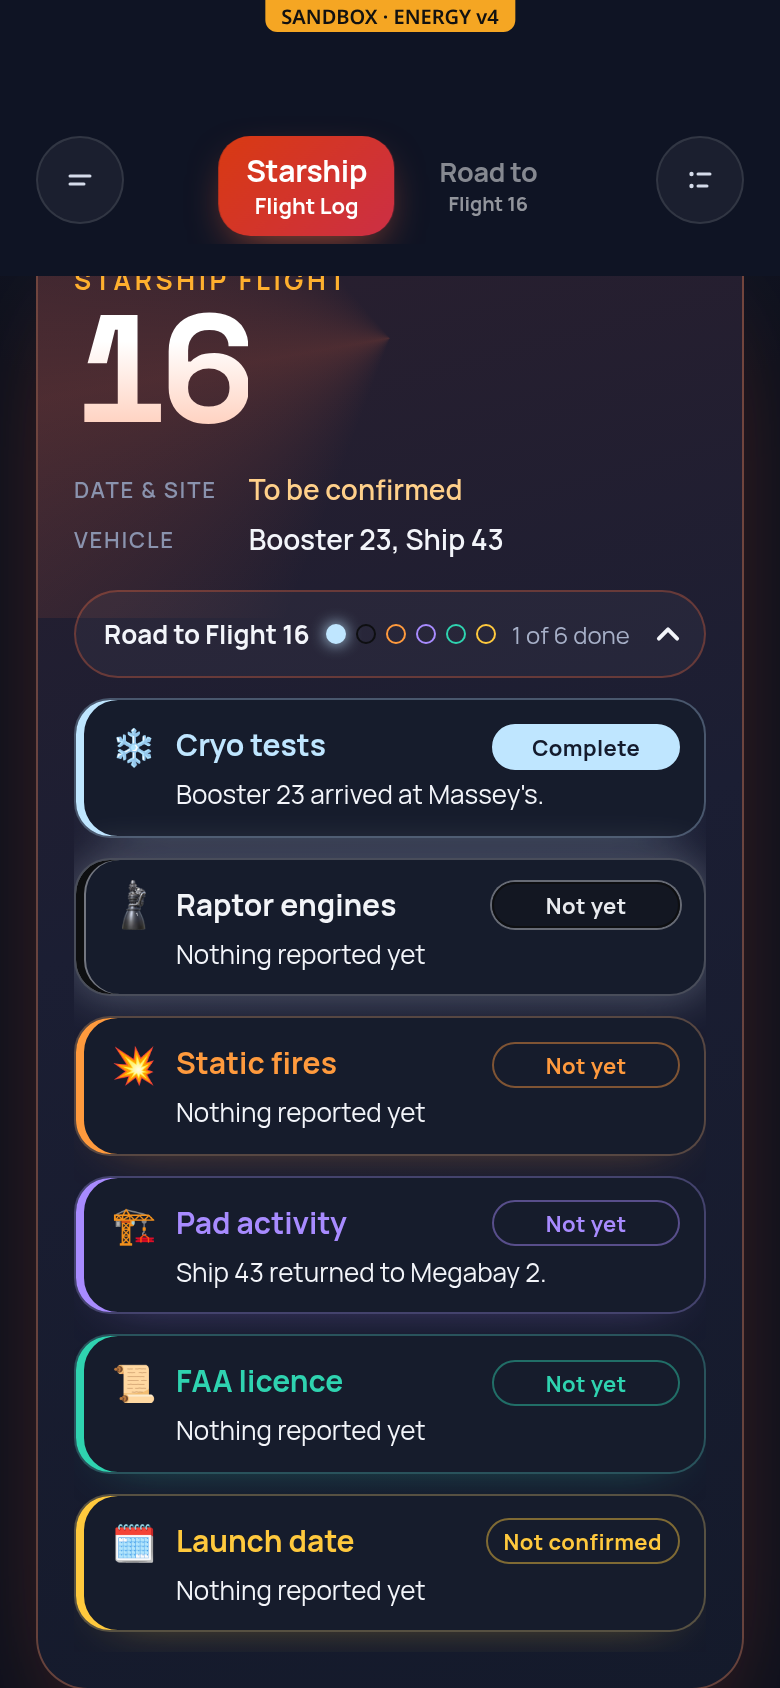 SANDBOX · ENERGY v4
Starship
Flight Log
Road to
Flight 16
STARSHIP FLIGHT
16
DATE & SITE To be confirmed
VEHICLE Booster 23, Ship 43
Road to Flight 16 1 of 6 done
Cryo tests Complete
Booster 23 arrived at Massey's.
Raptor engines Not yet
Nothing reported yet
Static fires Not yet
Nothing reported yet
Pad activity Not yet
Ship 43 returned to Megabay 2.
FAA licence Not yet
Nothing reported yet
Launch date Not confirmed
Nothing reported yet